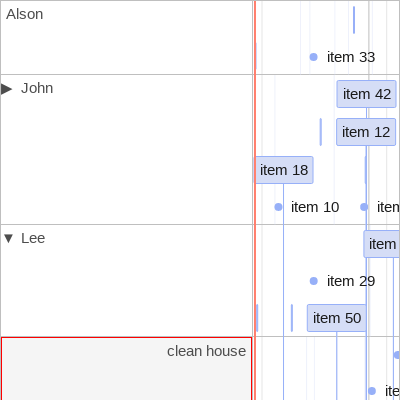 Alson
item 33
▶ John
item 42
item 12
item 18
item 10
item
▼ Lee
item
item 29
item 50
clean house